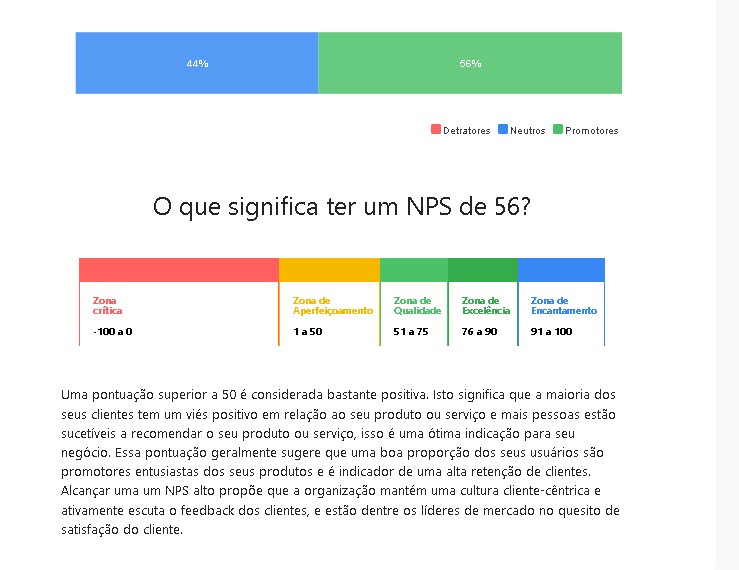 44%
56%
Detratores Neutros Promotores
O que significa ter um NPS de 56?
Zona crítica
-100 a 0
Zona de Aperfeiçoamento
1 a 50
Zona de Qualidade
51 a 75
Zona de Excelência
76 a 90
Zona de Encantamento
91 a 100
Uma pontuação superior a 50 é considerada bastante positiva. Isto significa que a maioria dos
seus clientes tem um viés positivo em relação ao seu produto ou serviço e mais pessoas estão
sucetíveis a recomendar o seu produto ou serviço, isso é uma ótima indicação para seu
negócio. Essa pontuação geralmente sugere que uma boa proporção dos seus usuários são
promotores entusiastas dos seus produtos e é indicador de uma alta retenção de clientes.
Alcançar uma um NPS alto propõe que a organização mantém uma cultura cliente-cêntrica e
ativamente escuta o feedback dos clientes, e estão dentre os líderes de mercado no quesito de
satisfação do cliente.